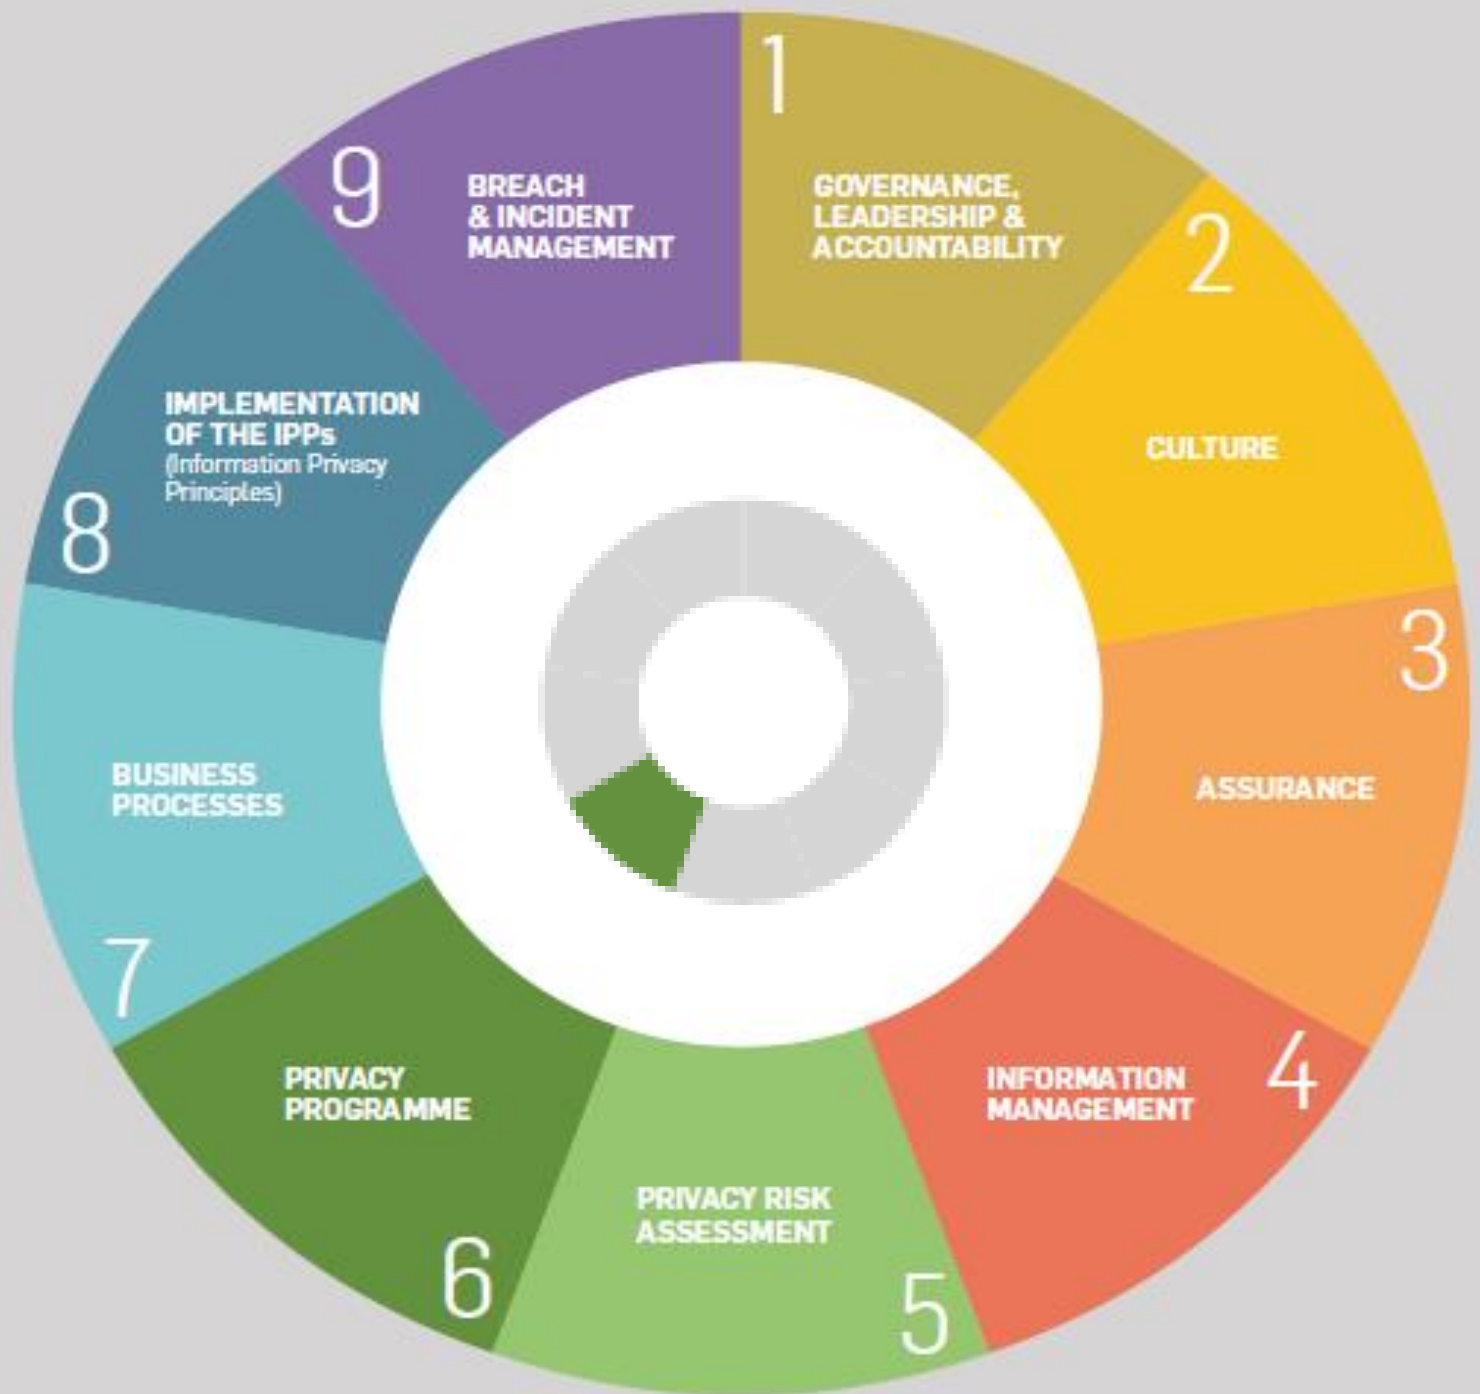 1
GOVERNANCE,
LEADERSHIP &
ACCOUNTABILITY
2
CULTURE
3
ASSURANCE
4
INFORMATION
MANAGEMENT
5
PRIVACY RISK
ASSESSMENT
6
PRIVACY
PROGRAMME
7
BUSINESS
PROCESSES
8
IMPLEMENTATION
OF THE IPPs
(Information Privacy
Principles)
9
BREACH
& INCIDENT
MANAGEMENT